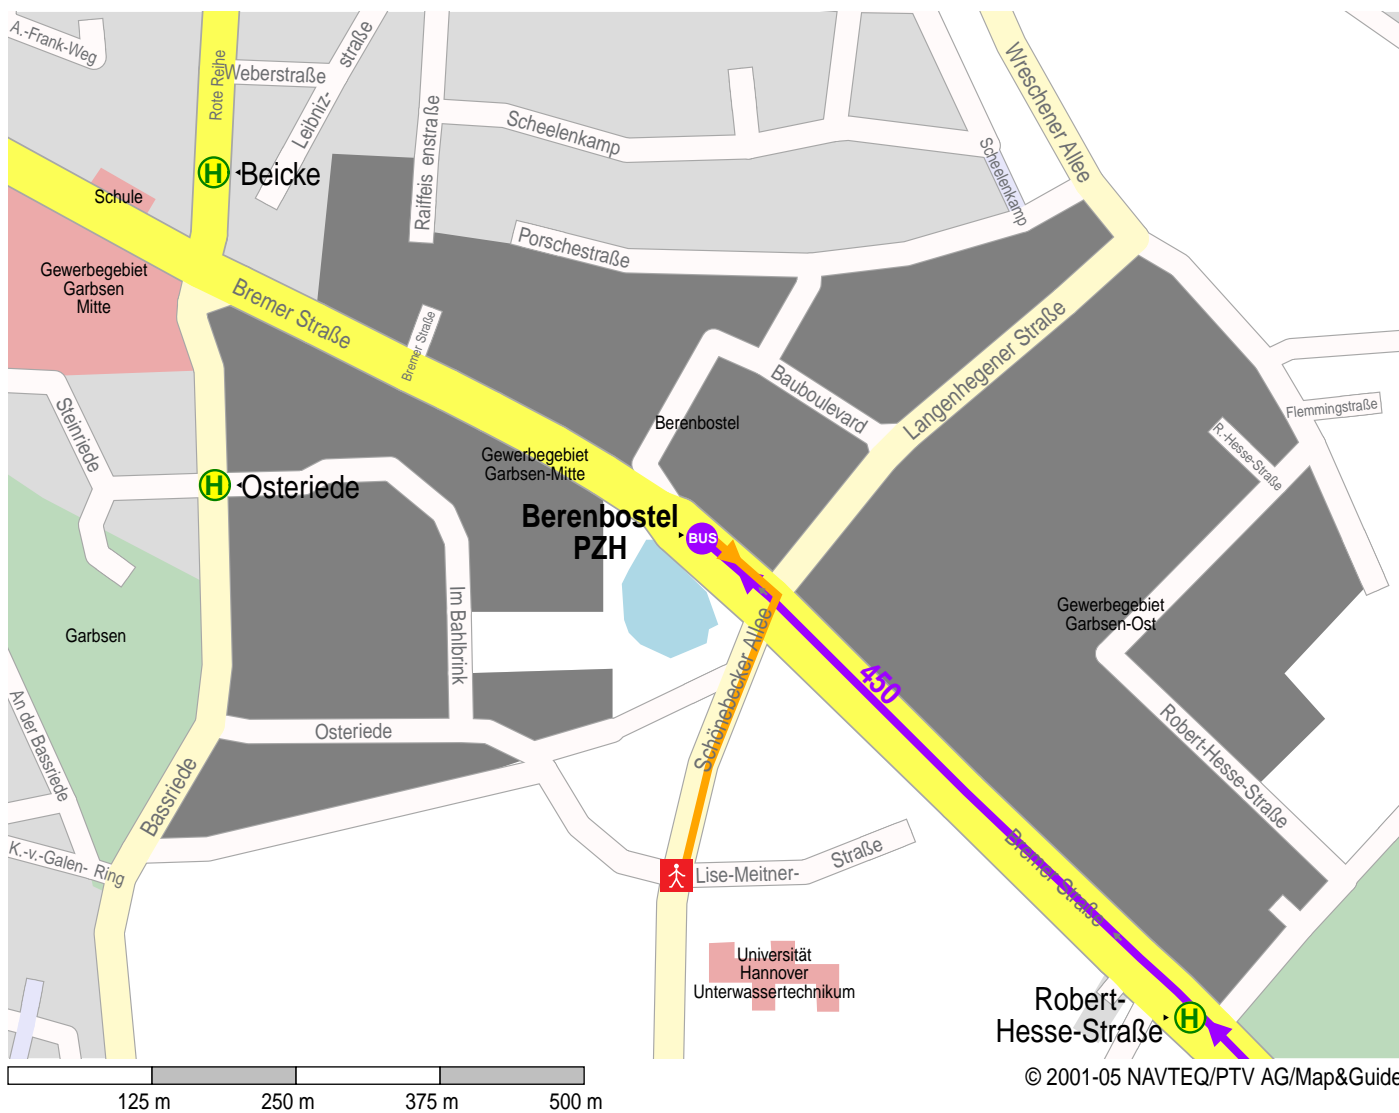 A.-Frank-Weg
Rote Reihe
Weberstraße
Leibniz-
straße
Raiffeis enstraße
Scheelenkamp
Scheelenkamp
Wreschener Allee
H
Beicke
Schule
Porschestraße
Gewerbegebiet
Garbsen
Mitte
Bremer Straße
Bremer Straße
Langenhegener Straße
Bauboulevard
Flemmingstraße
Steinriede
Berenbostel
R.-Hesse-Straße
Gewerbegebiet
Garbsen-Mitte
H
Osteriede
Berenbostel
PZH
BUS
Im Bahlbrink
Gewerbegebiet
Garbsen-Ost
Garbsen
Schönebecker Allee
450
An der Bassriede
Osteriede
Robert-Hesse-Straße
Bassriede
K.-v.-Galen- Ring
Lise-Meitner-
Straße
Bremer Straße
Universität
Hannover
Unterwassertechnikum
Robert-
Hesse-Straße
H
© 2001-05 NAVTEQ/PTV AG/Map&Guide
125 m
250 m
375 m
500 m